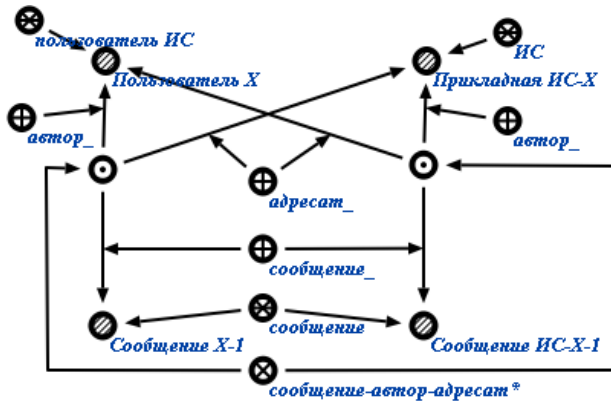 пользователь ИС
ИС
Пользователь X
Прикладная ИС-X
автор_
автор_
адресат_
сообщение_
сообщение
Сообщение X-1
Сообщение ИС-X-1
сообщение-автор-адресат*